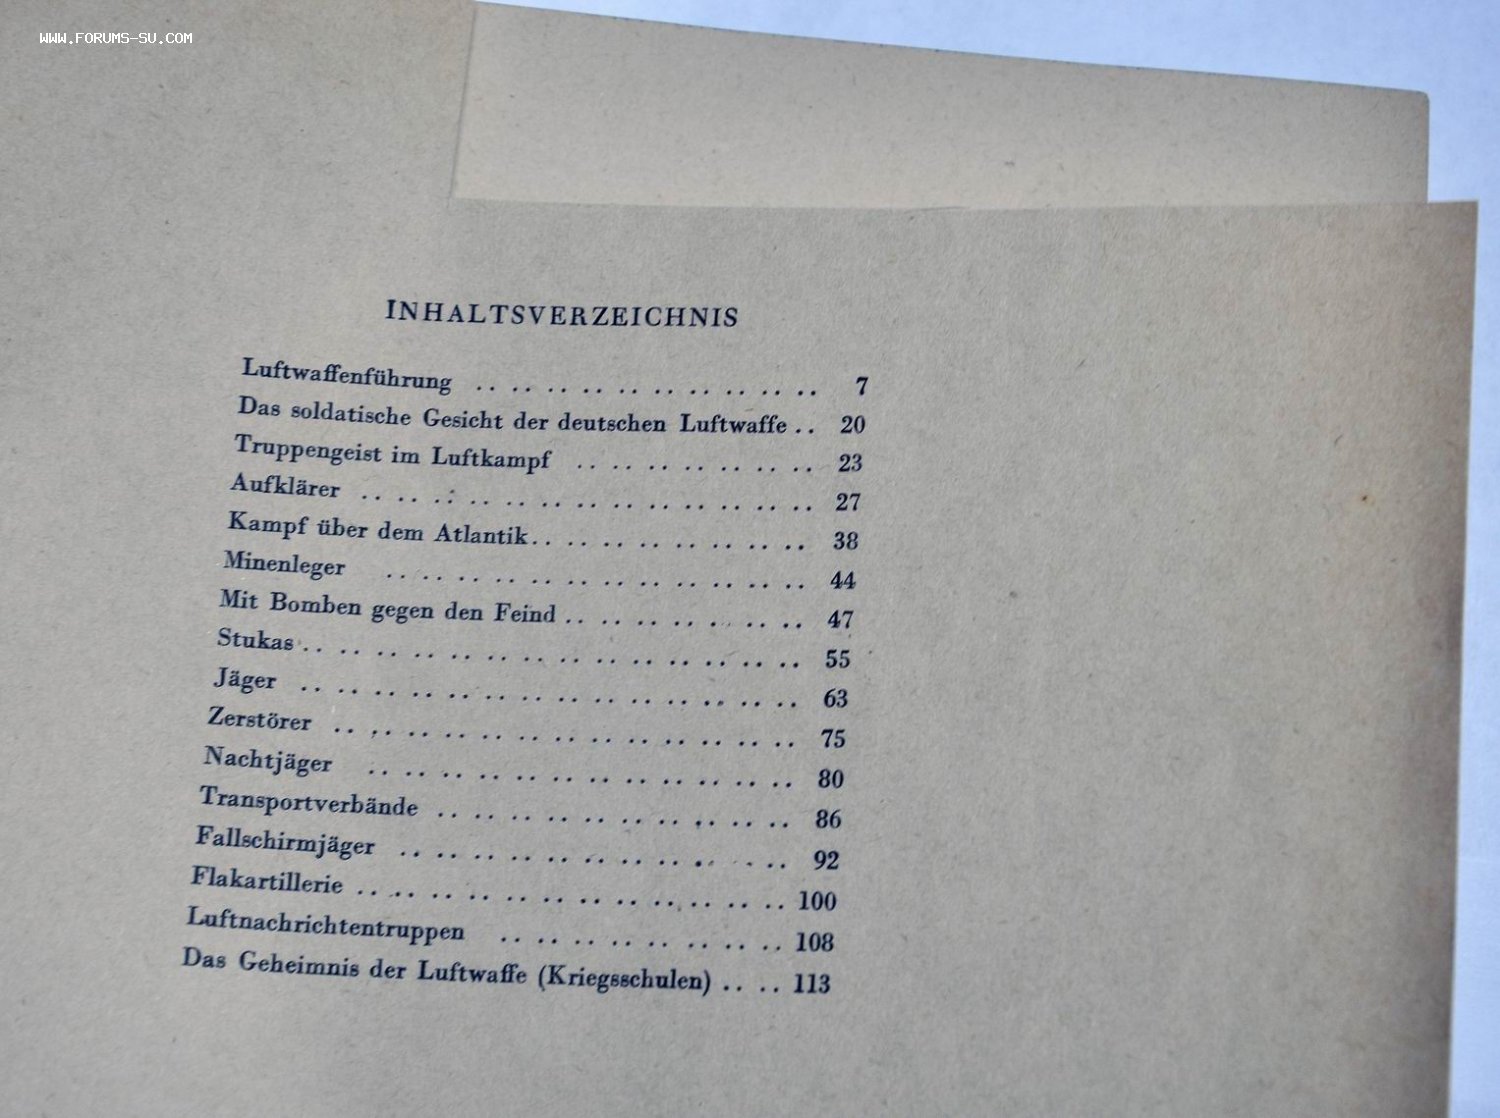 WWW.FORUMS-SU.COM
INHALTSVERZEICHNIS
Luftwaffenführung . . . . . . . . . . . . . . . . . . . . 7
Das soldatische Gesicht der deutschen Luftwaffe . . 20
Truppengeist im Luftkampf . . . . . . . . . . . . . . 23
Aufklärer . . . . . . . . . . . . . . . . . . . . . . . . . . 27
Kampf über dem Atlantik . . . . . . . . . . . . . . . . 38
Minenleger . . . . . . . . . . . . . . . . . . . . . . . . 44
Mit Bomben gegen den Feind . . . . . . . . . . . . . . 47
Stukas . . . . . . . . . . . . . . . . . . . . . . . . . . . . 55
Jäger . . . . . . . . . . . . . . . . . . . . . . . . . . . . 63
Zerstörer . . . . . . . . . . . . . . . . . . . . . . . . . . 75
Nachtjäger . . . . . . . . . . . . . . . . . . . . . . . . 80
Transportverbände . . . . . . . . . . . . . . . . . . . . 86
Fallschirmjäger . . . . . . . . . . . . . . . . . . . . . . 92
Flakartillerie . . . . . . . . . . . . . . . . . . . . . . . . 100
Luftnachrichtentruppen . . . . . . . . . . . . . . . . 108
Das Geheimnis der Luftwaffe (Kriegsschulen) . . . . 113